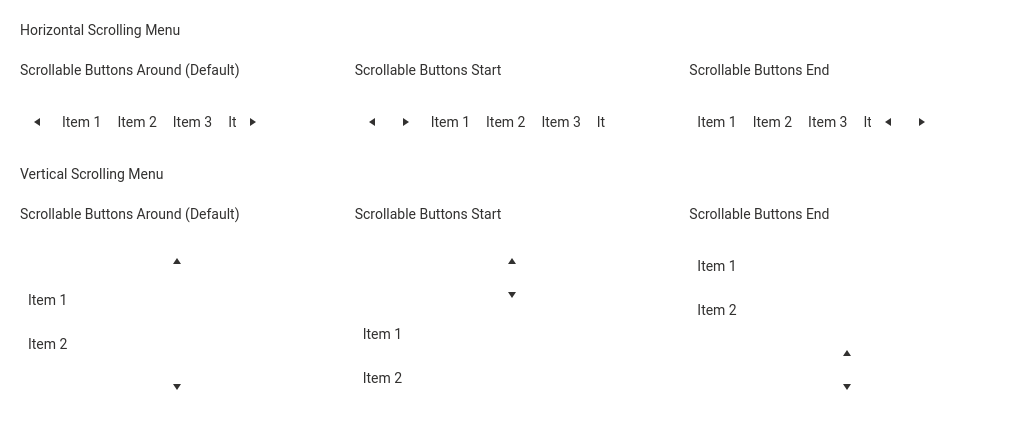 Horizontal Scrolling Menu
Scrollable Buttons Around (Default)
Scrollable Buttons Start
Scrollable Buttons End
Item 1 Item 2 Item 3 It
Item 1 Item 2 Item 3 It
Item 1 Item 2 Item 3 It
Vertical Scrolling Menu
Scrollable Buttons Around (Default)
Scrollable Buttons Start
Scrollable Buttons End
Item 1
Item 2
Item 1
Item 2
Item 1
Item 2